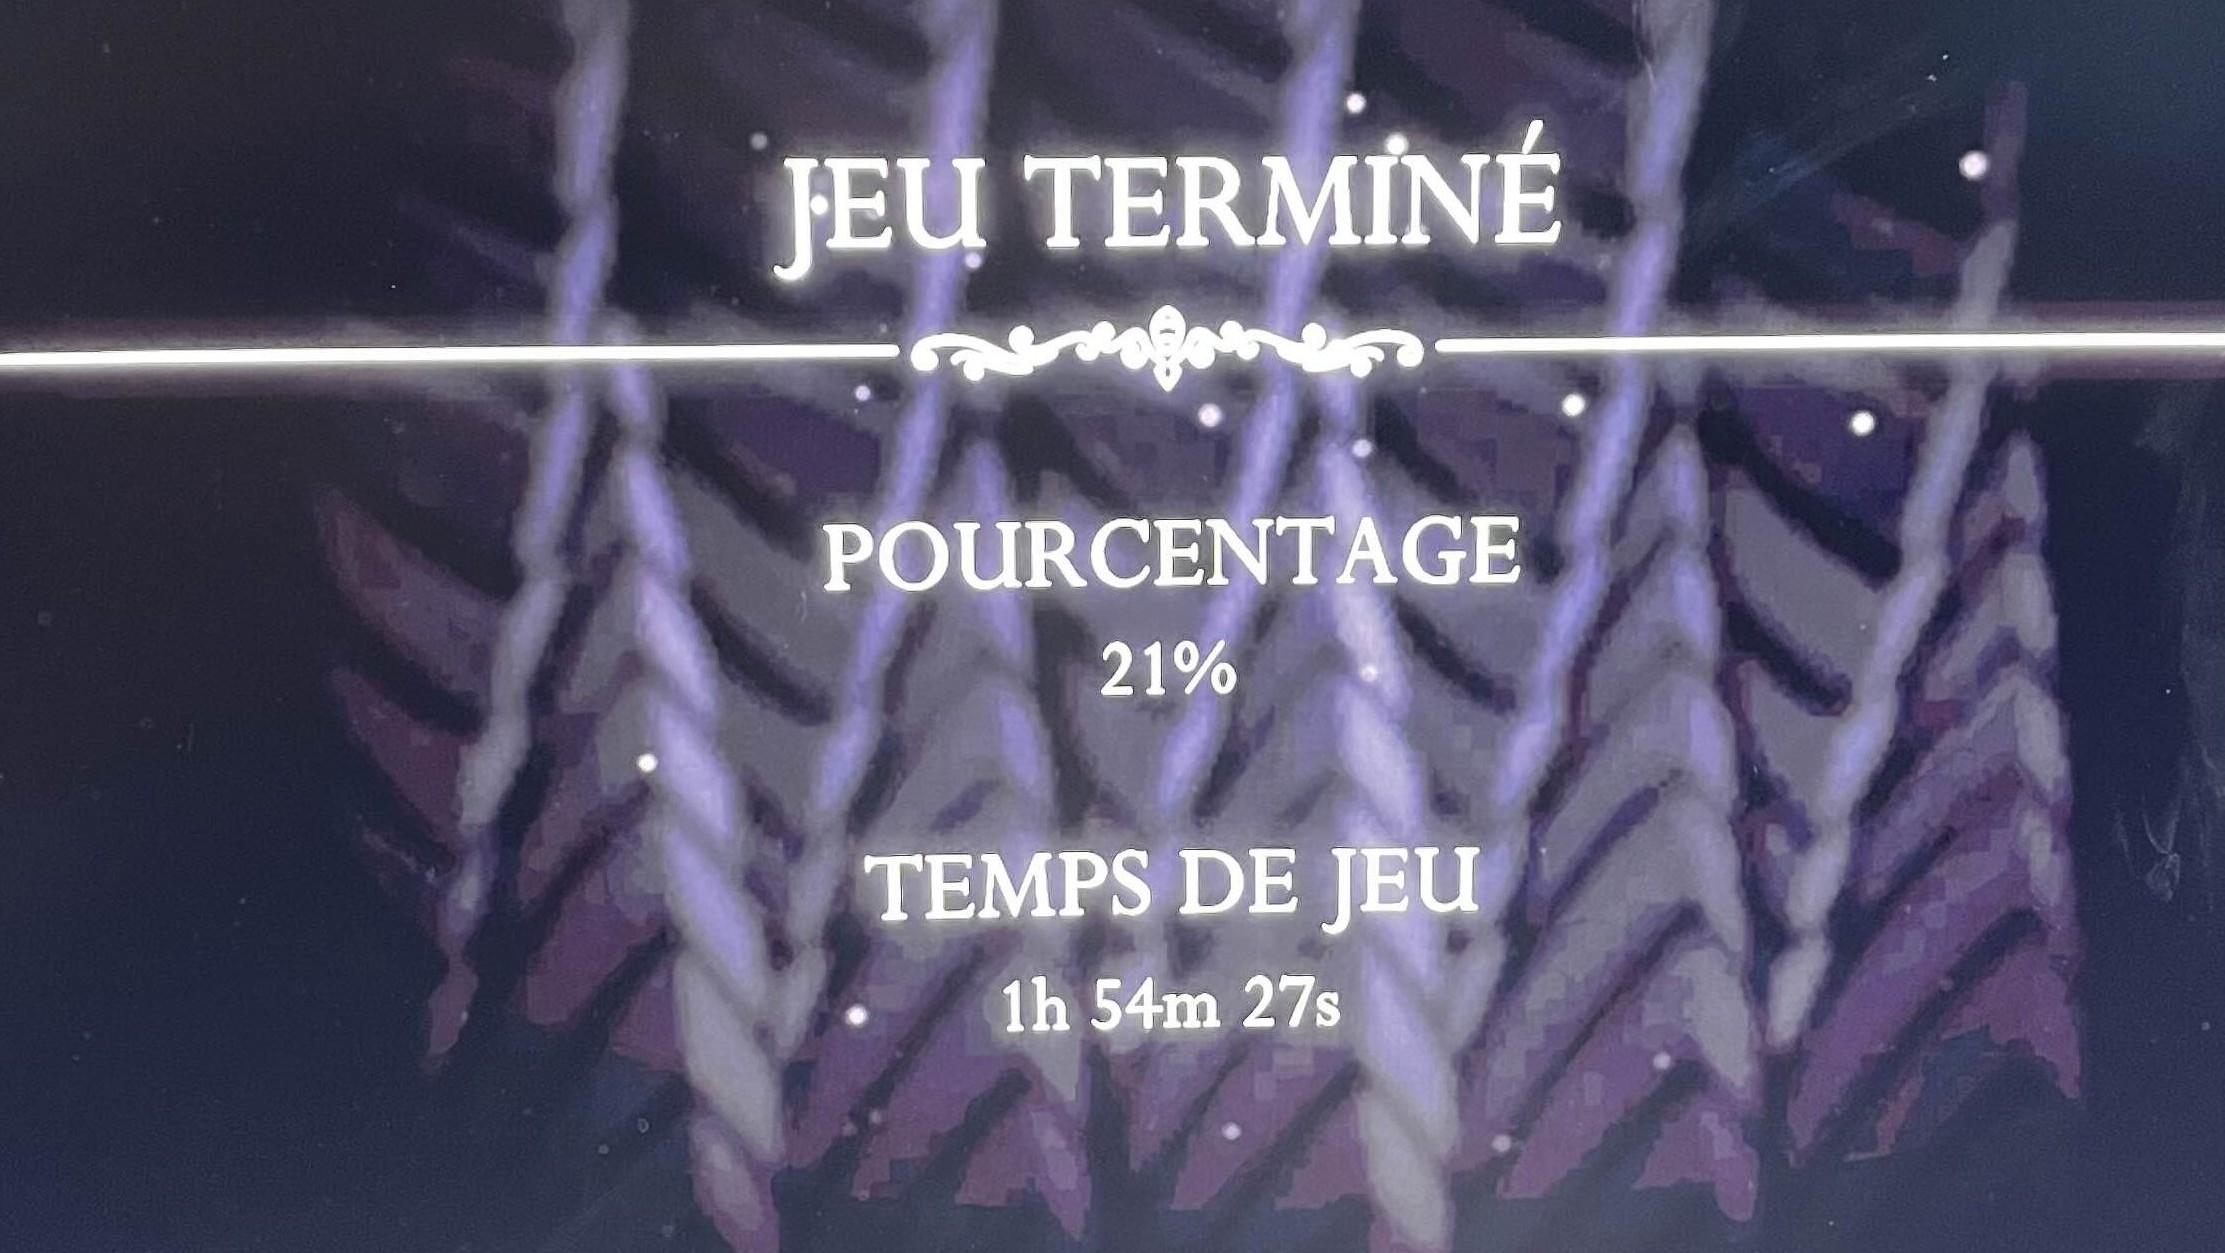 JEU TERMINÉ
POURCENTAGE
21%
TEMPS DE JEU
1h 54m 27s